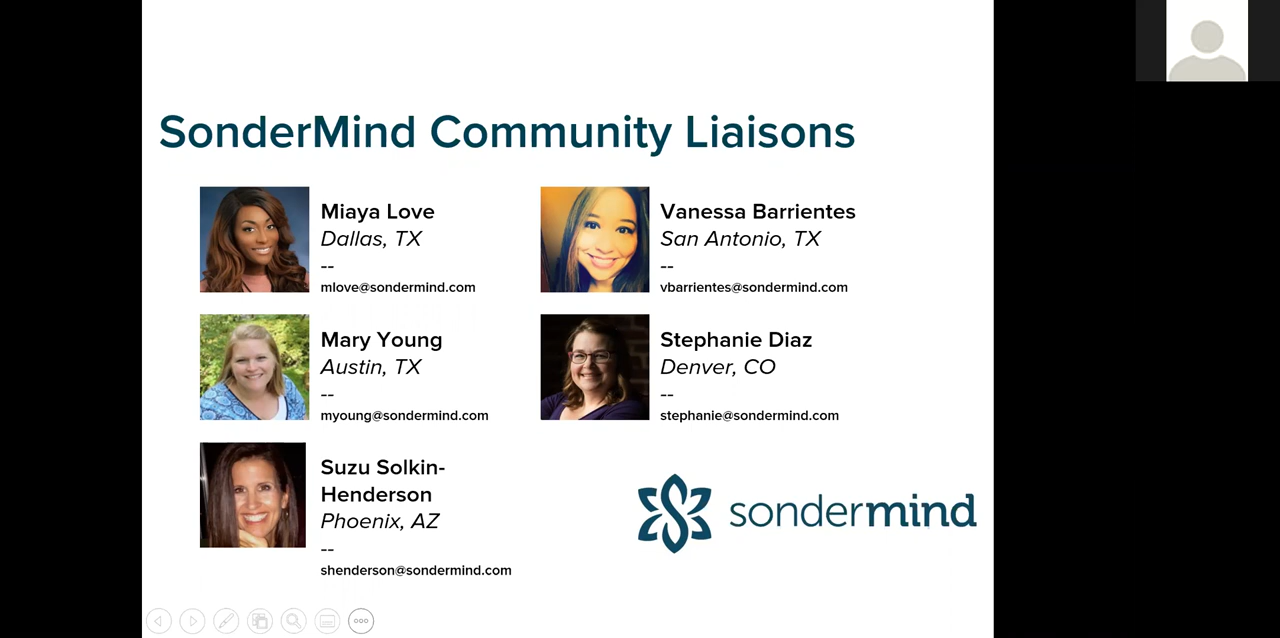 SonderMind Community Liaisons
Miaya Love
Dallas, TX
--
mlove@sondermind.com
Vanessa Barrientes
San Antonio, TX
--
vbarrientes@sondermind.com
Mary Young
Austin, TX
--
myoung@sondermind.com
Stephanie Diaz
Denver, CO
--
stephanie@sondermind.com
Suzu Solkin-
Henderson
Phoenix, AZ
--
shenderson@sondermind.com
sondermind